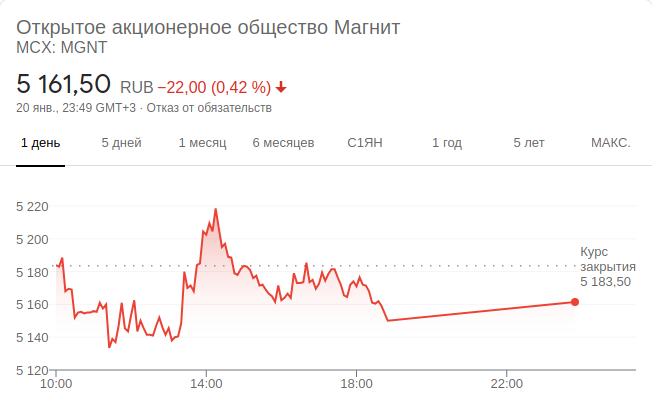 Открытое акционерное общество Магнит
MCX: MGNT
5 161,50 RUB −22,00 (0,42 %)
20 янв., 23:49 GMT+3 · Отказ от обязательств
1 день 5 дней 1 месяц 6 месяцев С1ЯН 1 год 5 лет МАКС.
5 220
5 200
Курс
закрытия
5 183,50
5 180
5 160
5 140
5 120
10:00 14:00 18:00 22:00